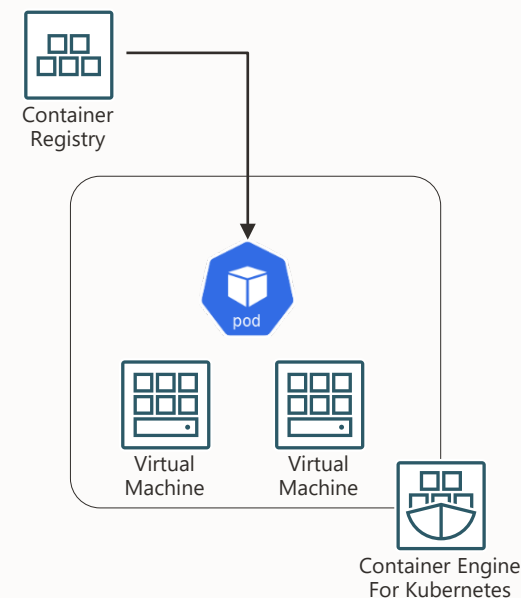 Container
Registry
pod
Virtual
Machine
Virtual
Machine
Container Engine
For Kubernetes